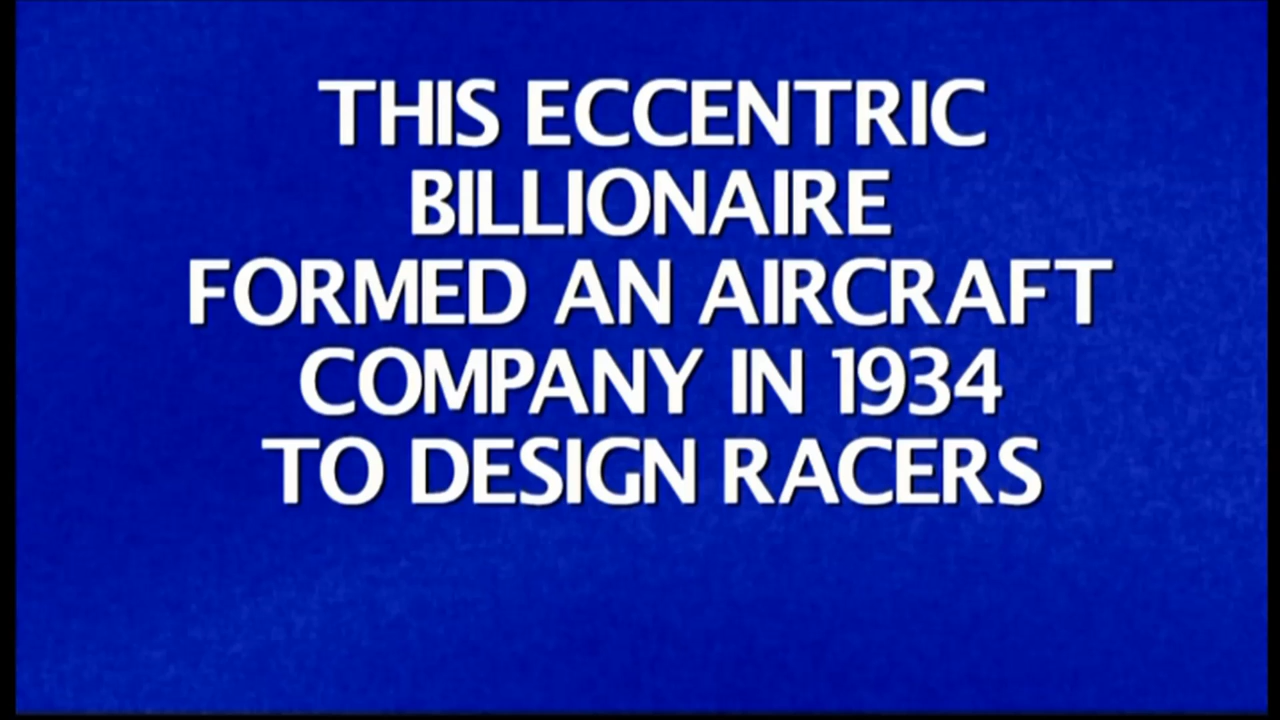 THIS ECCENTRIC
BILLIONAIRE
FORMED AN AIRCRAFT
COMPANY IN 1934
TO DESIGN RACERS